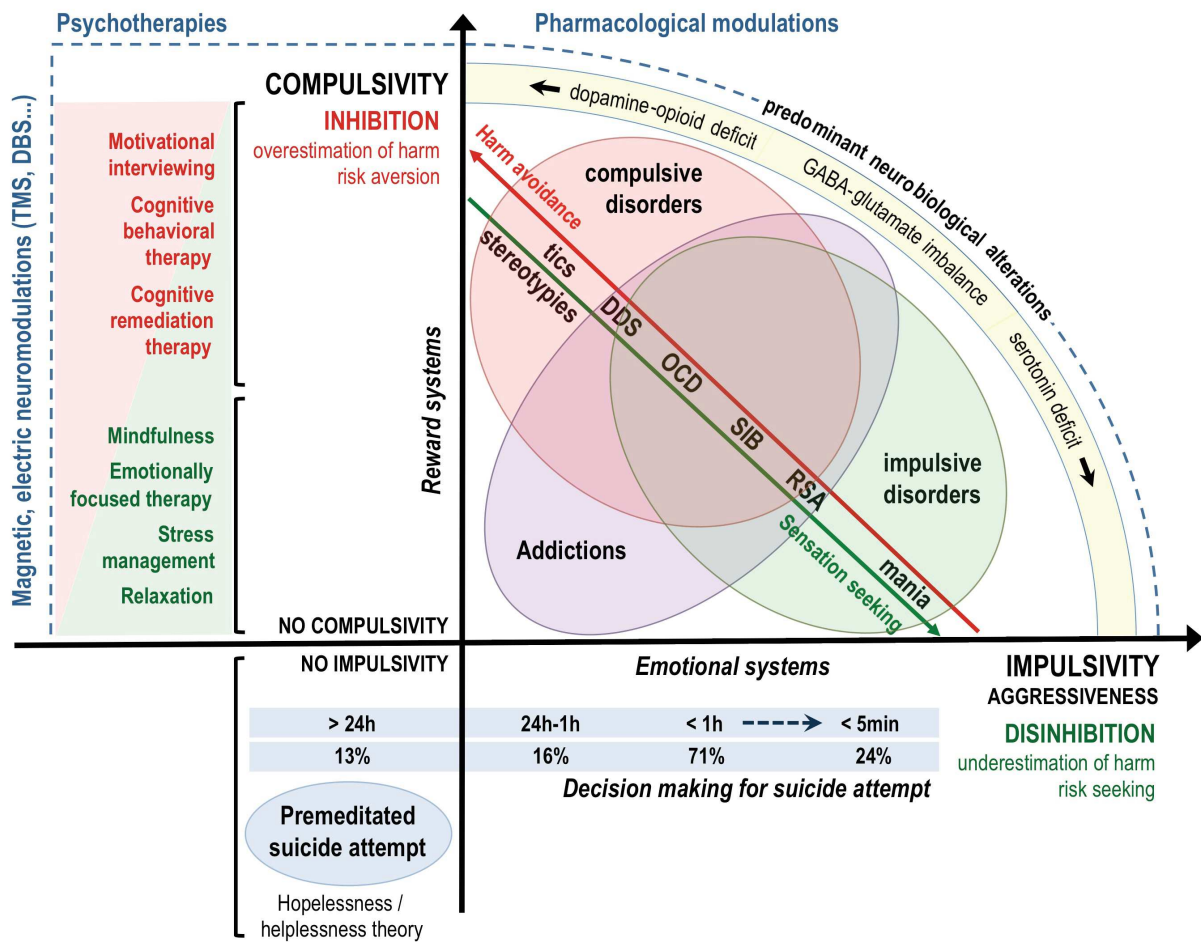 Psychotherapies
Pharmacological modulations
Magnetic, electric neuromodulations (TMS, DBS...)
COMPULSIVITY
INHIBITION
overestimation of harm
risk aversion
Motivational
interviewing
Cognitive
behavioral
therapy
Cognitive
remediation
therapy
Mindfulness
Emotionally
focused therapy
Stress
management
Relaxation
NO COMPULSIVITY
Reward systems
dopamine-opioid deficit
GABA-glutamate imbalance
serotonin deficit
predominant neurobiological alterations
Harm avoidance
compulsive
disorders
tics
stereotypies
DDS
OCD
SIB
RSA
mania
Sensation seeking
Addictions
impulsive
disorders
NO IMPULSIVITY
Emotional systems
IMPULSIVITY
AGGRESSIVENESS
DISINHIBITION
underestimation of harm
risk seeking
> 24h 24h-1h < 1h < 5min
13% 16% 71% 24%
Decision making for suicide attempt
Premeditated
suicide attempt
Hopelessness /
helplessness theory